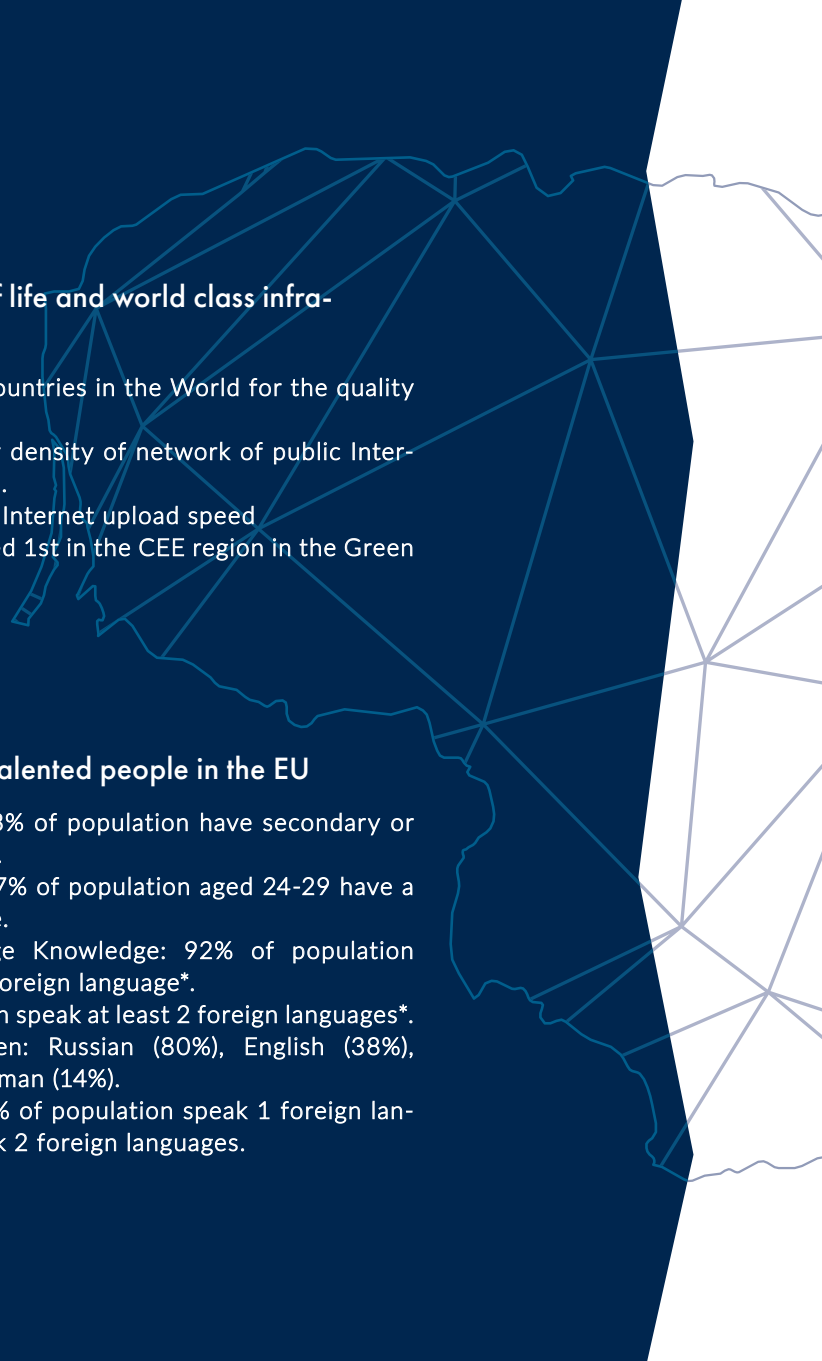 life and world class infra-
ountries in the World for the quality
density of network of public Inter-
.
Internet upload speed
d 1st in the CEE region in the Green
alented people in the EU
3% of population have secondary or
.
7% of population aged 24-29 have a
e.
ge Knowledge: 92% of population
oreign language*.
n speak at least 2 foreign languages*.
en: Russian (80%), English (38%),
man (14%).
% of population speak 1 foreign lan-
k 2 foreign languages.